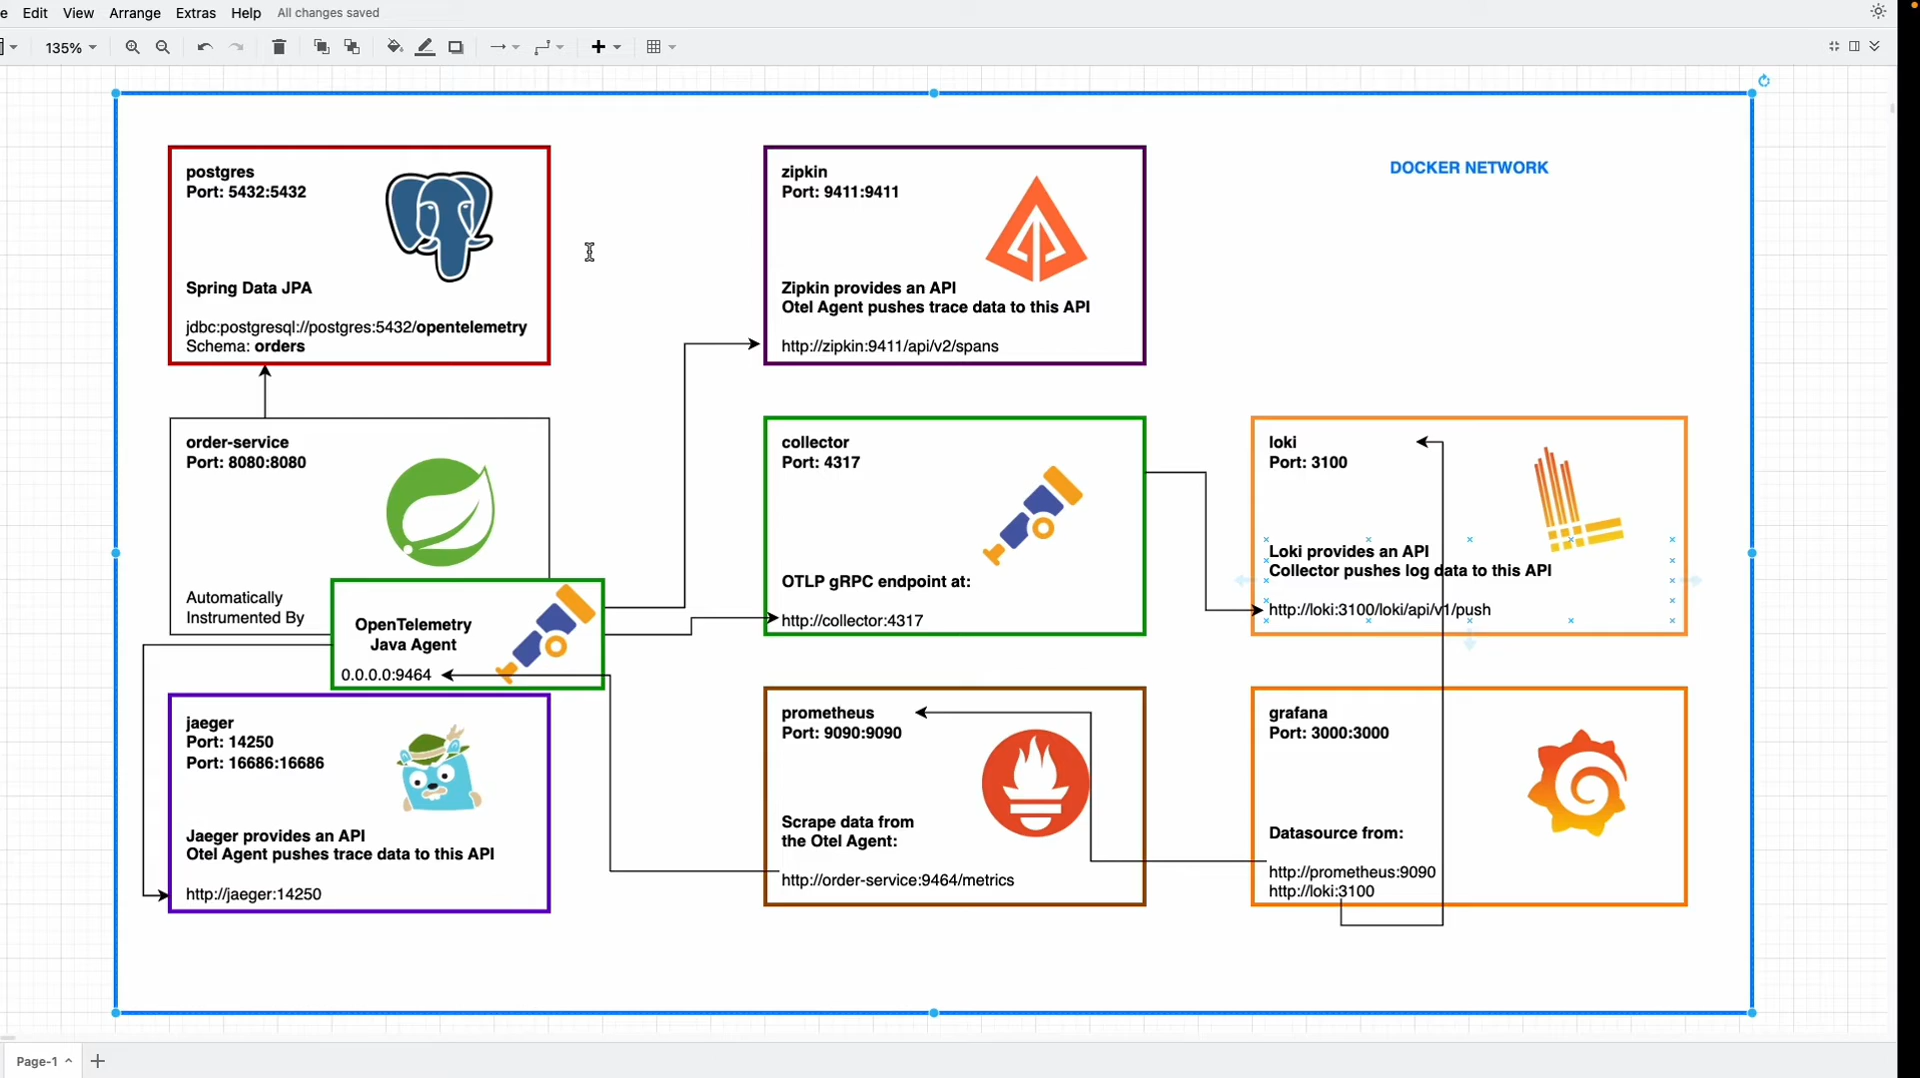 Edit View Arrange Extras Help All changes saved
135%
DOCKER NETWORK
postgres
Port: 5432:5432
Spring Data JPA
jdbc:postgresql://postgres:5432/opentelemetry
Schema: orders
zipkin
Port: 9411:9411
Zipkin provides an API
Otel Agent pushes trace data to this API
http://zipkin:9411/api/v2/spans
order-service
Port: 8080:8080
Automatically
Instrumented By
OpenTelemetry
Java Agent
0.0.0.0:9464
collector
Port: 4317
OTLP gRPC endpoint at:
http://collector:4317
loki
Port: 3100
Loki provides an API
Collector pushes log data to this API
http://loki:3100/loki/api/v1/push
jaeger
Port: 14250
Port: 16686:16686
Jaeger provides an API
Otel Agent pushes trace data to this API
http://jaeger:14250
prometheus
Port: 9090:9090
Scrape data from
the Otel Agent:
http://order-service:9464/metrics
grafana
Port: 3000:3000
Datasource from:
http://prometheus:9090
http://loki:3100
Page-1